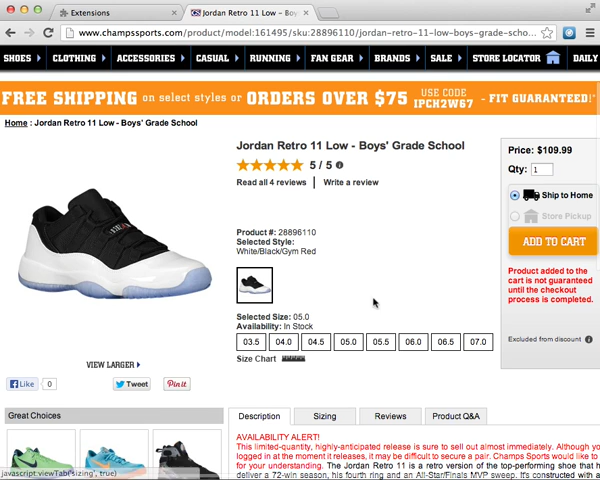 Extensions
Jordan Retro 11 Low - Boy
www.champssports.com/product/model:161495/sku:28896110/jordan-retro-11-low-boys-grade-scho...
SHOES CLOTHING ACCESSORIES CASUAL RUNNING FAN GEAR BRANDS SALE STORE LOCATOR DAILY
FREE SHIPPING on select styles or ORDERS OVER $75 USE CODE IPCH2W67 - FIT GUARANTEED!*
Home : Jordan Retro 11 Low - Boys' Grade School
Jordan Retro 11 Low - Boys' Grade School
5 / 5
Read all 4 reviews | Write a review
Product #: 28896110
Selected Style:
White/Black/Gym Red
Selected Size: 05.0
Availability: In Stock
03.5 04.0 04.5 05.0 05.5 06.0 06.5 07.0
Size Chart
Price: $109.99
Qty: 1
Ship to Home
Store Pickup
ADD TO CART
Product added to the
cart is not guaranteed
until the checkout
process is completed.
Excluded from discount
VIEW LARGER
Like 0 Tweet Pin it
Great Choices
Description Sizing Reviews Product Q&A
AVAILABILITY ALERT!
This limited-quantity, highly-anticipated release is sure to sell out almost immediately. Although yo
logged in at the moment it releases, it may be difficult to secure a pair. Champs Sports would like to
for your understanding. The Jordan Retro 11 is a retro version of the top-performing shoe that h
deliver a 72-win season, his fourth ring and an All-Star/Finals MVP sweep. It's constructed with a
javascript:viewTab('sizing', true)